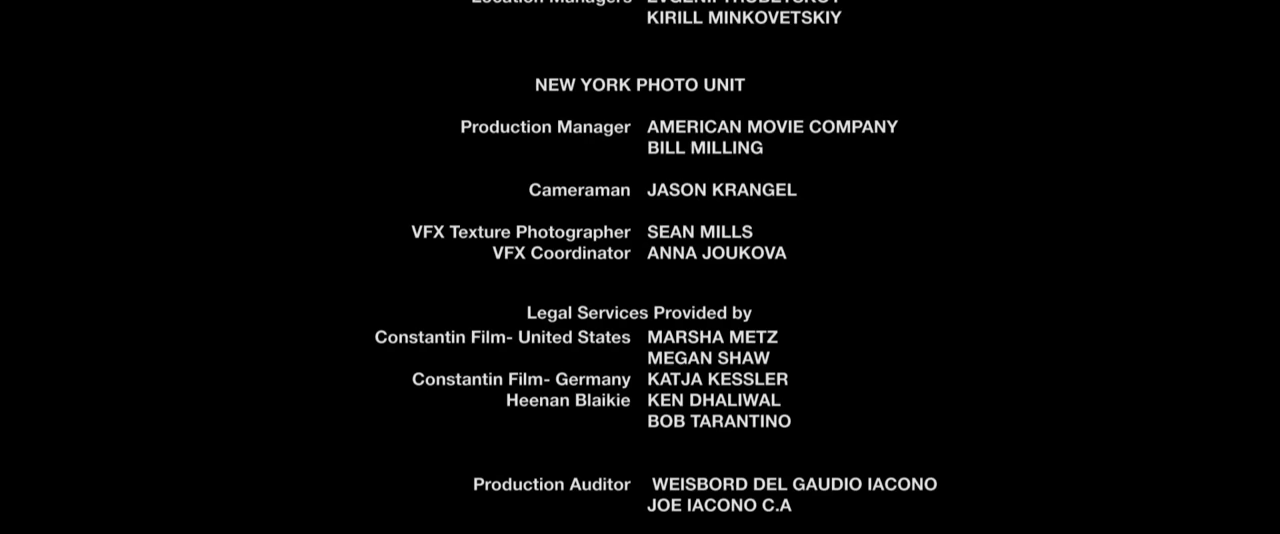 Location Managers
KIRILL MINKOVETSKIY
NEW YORK PHOTO UNIT
Production Manager AMERICAN MOVIE COMPANY
BILL MILLING
Cameraman JASON KRANGEL
VFX Texture Photographer SEAN MILLS
VFX Coordinator ANNA JOUKOVA
Legal Services Provided by
Constantin Film- United States MARSHA METZ
MEGAN SHAW
Constantin Film- Germany KATJA KESSLER
Heenan Blaikie KEN DHALIWAL
BOB TARANTINO
Production Auditor WEISBORD DEL GAUDIO IACONO
JOE IACONO C.A